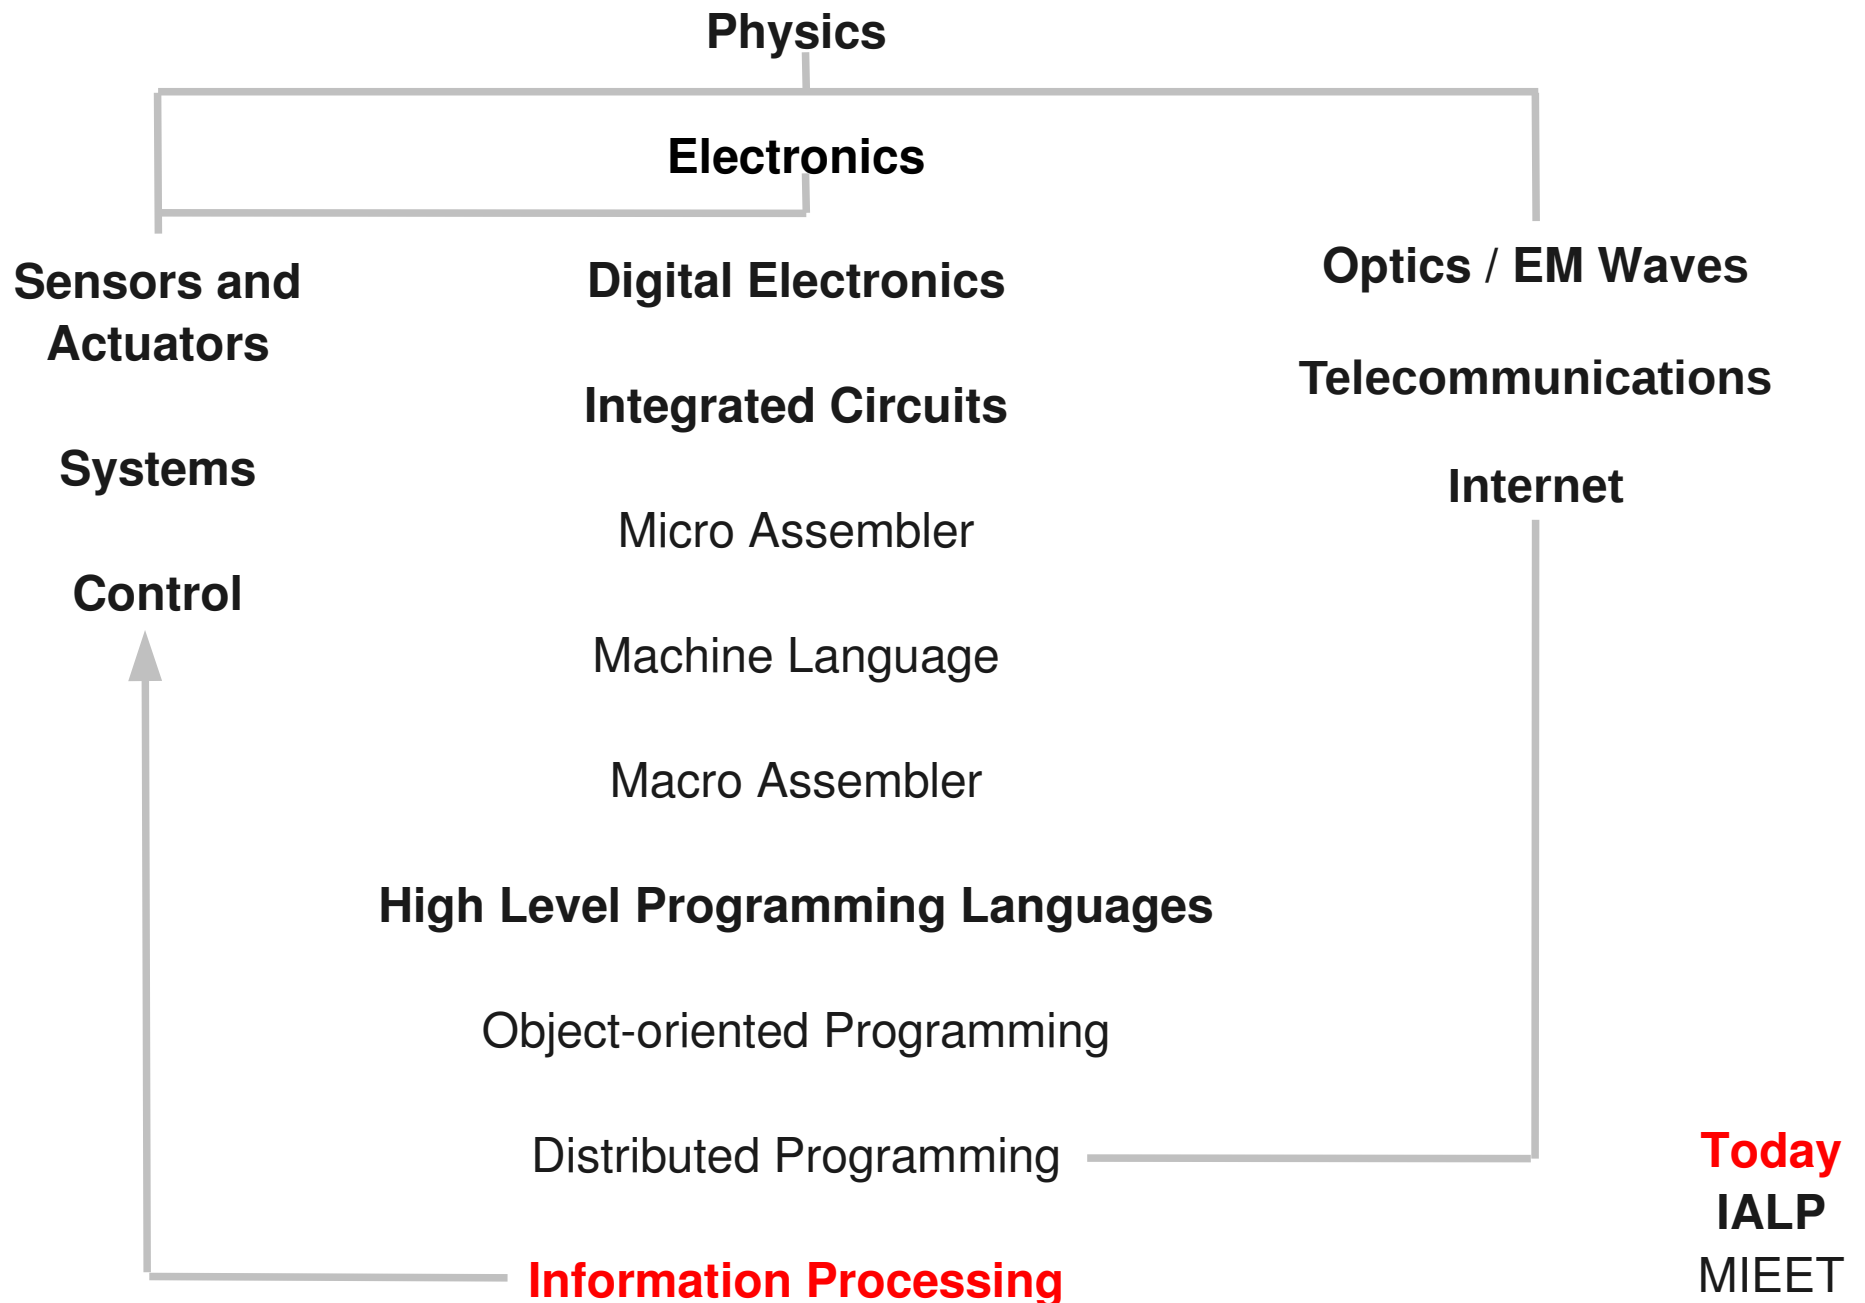 Physics
Electronics
Sensors and
Actuators
Systems
Control
Digital Electronics
Integrated Circuits
Micro Assembler
Machine Language
Macro Assembler
High Level Programming Languages
Object-oriented Programming
Distributed Programming
Information Processing
Optics / EM Waves
Telecommunications
Internet
Today
IALP
MIEET